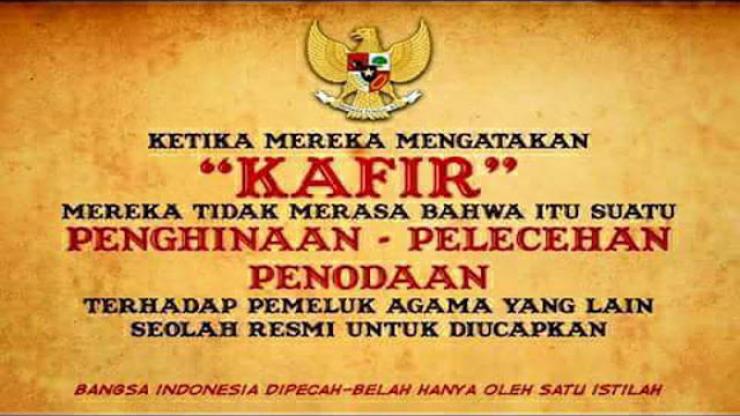 KETIKA MEREKA MENGATAKAN
"KAFIR"
MEREKA TIDAK MERASA BAHWA ITU SUATU
PENGHINAAN - PELECEHAN
PENODAAN
TERHADAP PEMELUK AGAMA YANG LAIN
SEOLAH RESMI UNTUK DIUCAPKAN
BANGSA INDONESIA DIPECAH-BELAH HANYA OLEH SATU ISTILAH